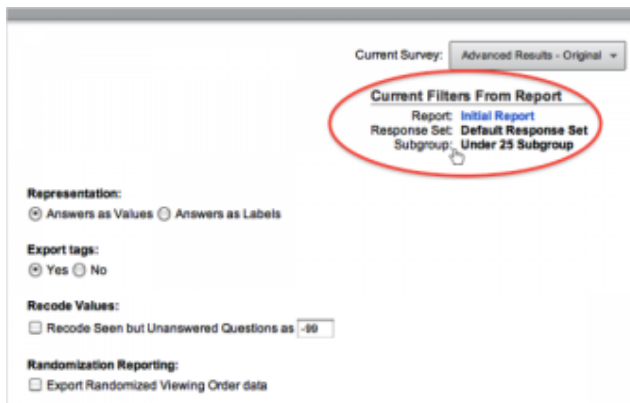 Current Survey: Advanced Results - Original
Current Filters From Report
Report: Initial Report
Response Set: Default Response Set
Subgroup: Under 25 Subgroup
Representation:
Answers as Values Answers as Labels
Export tags:
Yes No
Recode Values:
Recode Seen but Unanswered Questions as -99
Randomization Reporting:
Export Randomized Viewing Order data